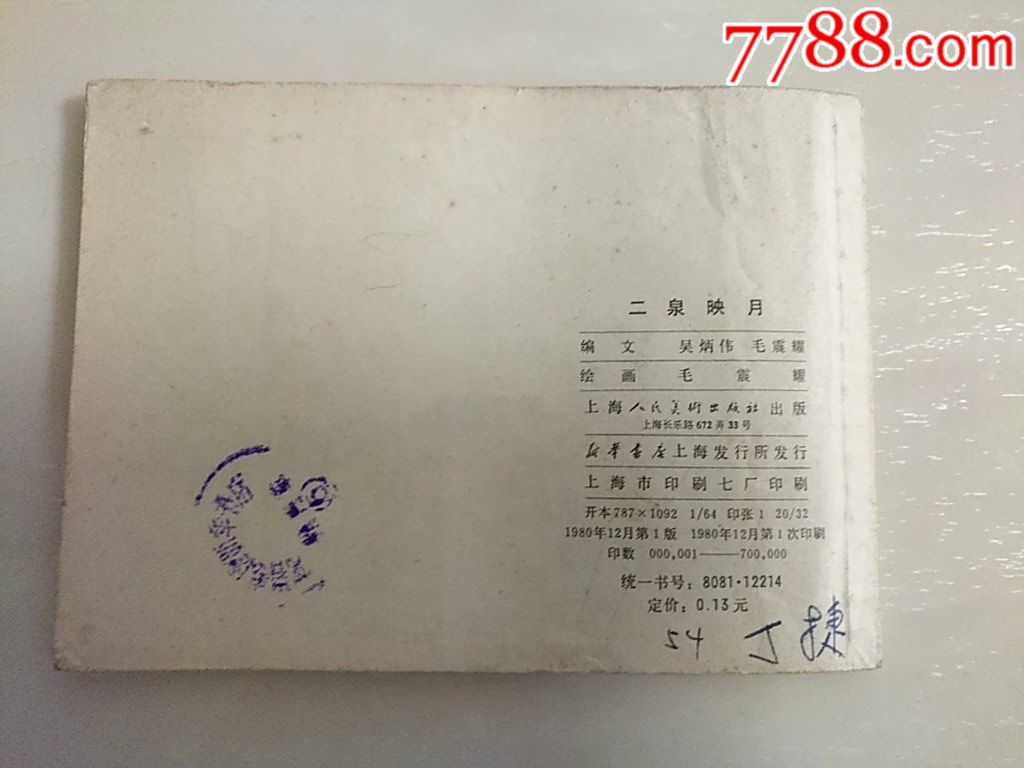 7788.com
二泉映月
编文 吴炳伟 毛震耀
绘画 毛震耀
上海人民美術出版社出版
上海长乐路672弄33号
新华书店上海发行所发行
上海市印刷七厂印刷
开本787×1092 1/64 印张1 20/32
1980年12月第1版 1980年12月第1次印刷
印数 000,001——700,000
统一书号：8081·12214
定价：0.13元
54 丁捷